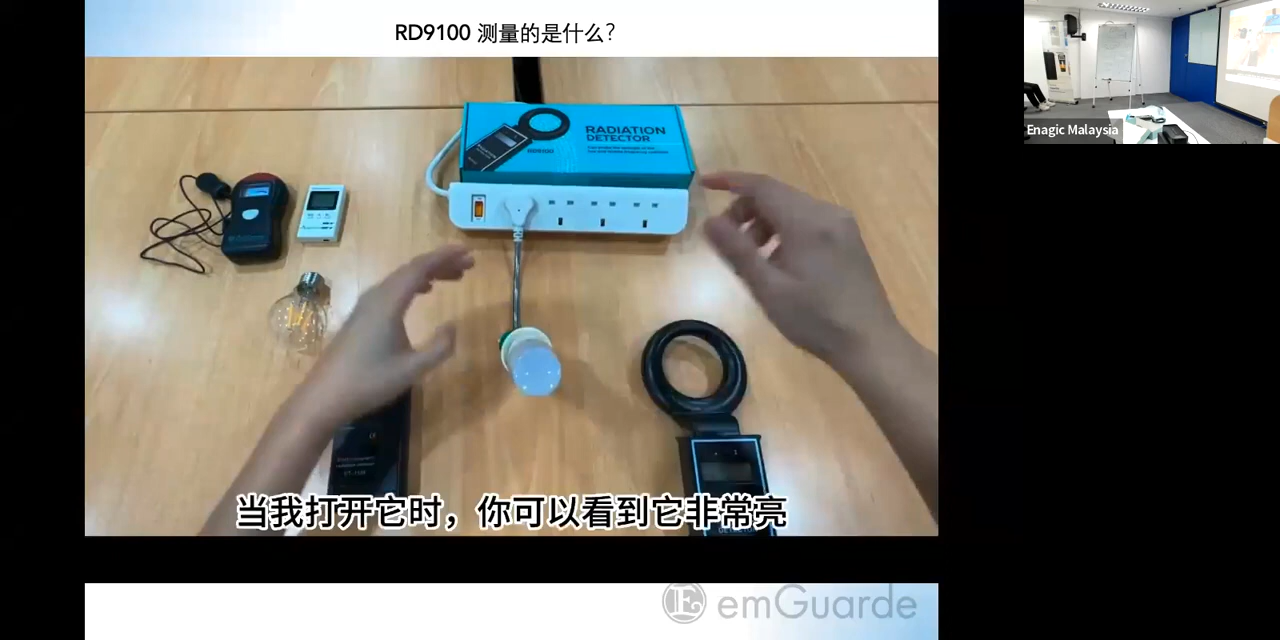 RD9100 测量的是什么？
Enagic Malaysia
RADIATION
DETECTOR
RD9100
当我打开它时，你可以看到它非常亮
emGuarde